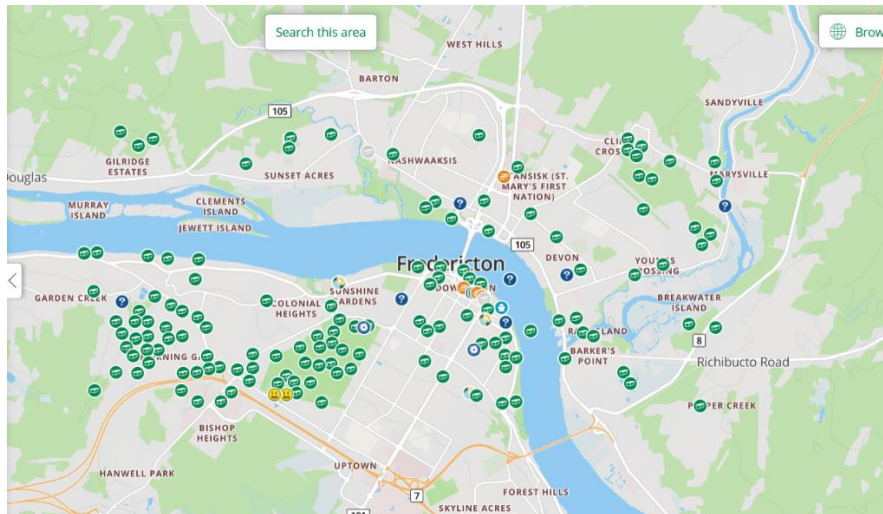 Search this area
Brow
WEST HILLS
BARTON
SANDYVILLE
105
GILRIDGE
ESTATES
NASHWAAKSIS
SUNSET ACRES
MARYSVILLE
Douglas
(ST.
MARY'S FIRST
NATION)
MURRAY
ISLAND
CLEMENTS
ISLAND
JEWETT ISLAND
105
DEVON
Fredericton
GARDEN CREEK
SUNSHINE
GARDENS
COLONIAL
HEIGHTS
BREAKWATER
ISLAND
8
BARKER'S
POINT
Richibucto Road
BISHOP
HEIGHTS
HANWELL PARK
UPTOWN
7
FOREST HILLS
SKYLINE ACRES
101